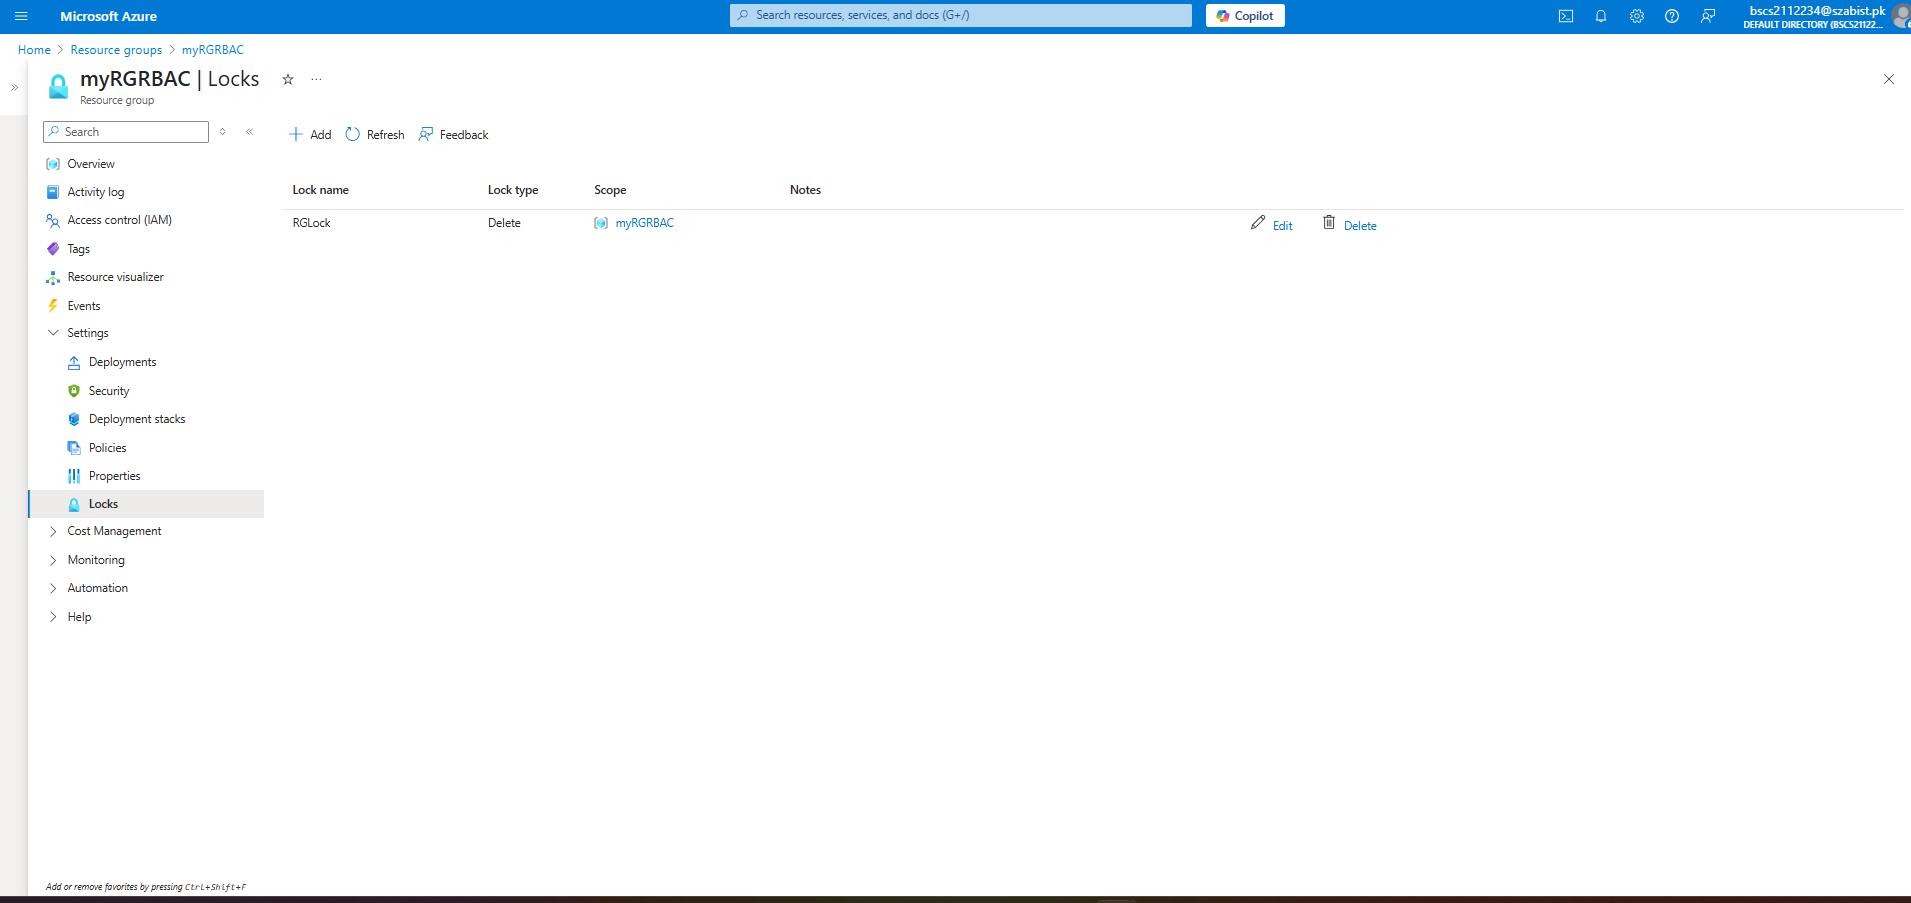 Microsoft Azure
Search resources, services, and docs (G+/)
Copilot
bscs2112234@szabist.pk
DEFAULT DIRECTORY (BSCS21122...
Home > Resource groups > myRGRBAC
myRGRBAC | Locks
Resource group
Search
Add
Refresh
Feedback
Overview
Activity log
Access control (IAM)
Tags
Resource visualizer
Events
Settings
Deployments
Security
Deployment stacks
Policies
Properties
Locks
Cost Management
Monitoring
Automation
Help
Lock name Lock type Scope Notes
RGLock Delete myRGRBAC Edit Delete
Add or remove favorites by pressing Ctrl+Shift+F